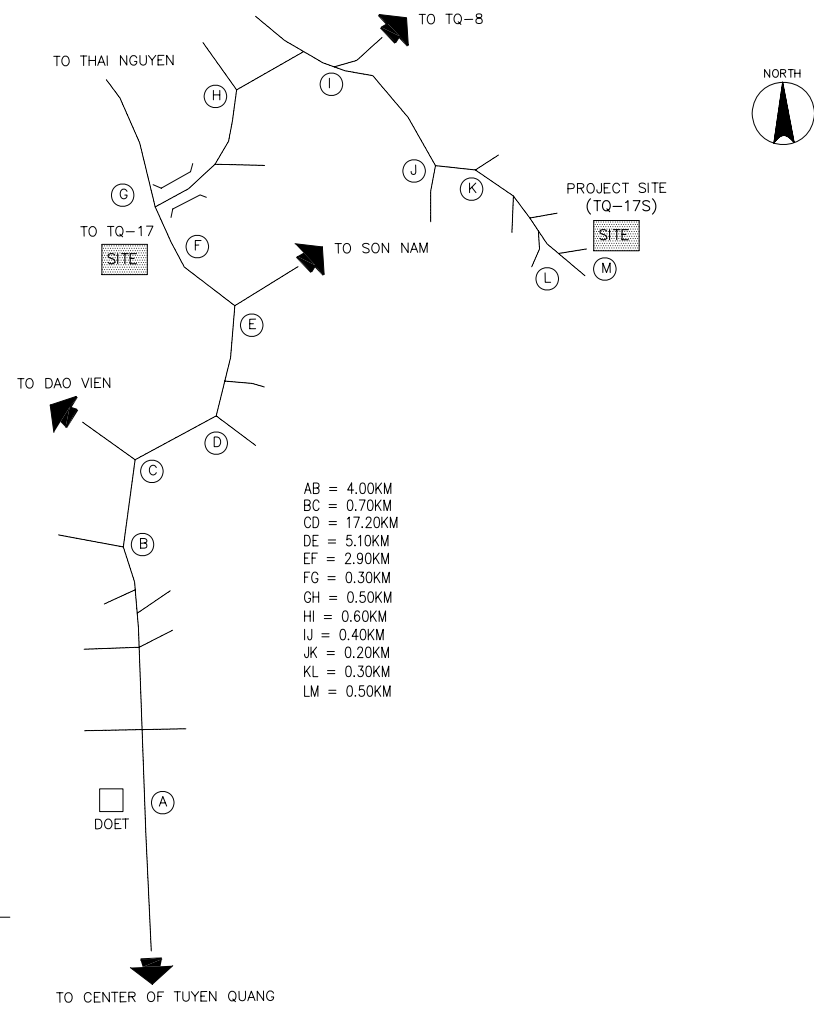 TO TQ-8
TO THAI NGUYEN
NORTH
H
I
J
K
PROJECT SITE
(TQ-17S)
SITE
G
TO TQ-17
SITE
F
TO SON NAM
M
L
E
TO DAO VIEN
D
C
B
AB = 4.00KM
BC = 0.70KM
CD = 17.20KM
DE = 5.10KM
EF = 2.90KM
FG = 0.30KM
GH = 0.50KM
HI = 0.60KM
IJ = 0.40KM
JK = 0.20KM
KL = 0.30KM
LM = 0.50KM
A
DOET
TO CENTER OF TUYEN QUANG